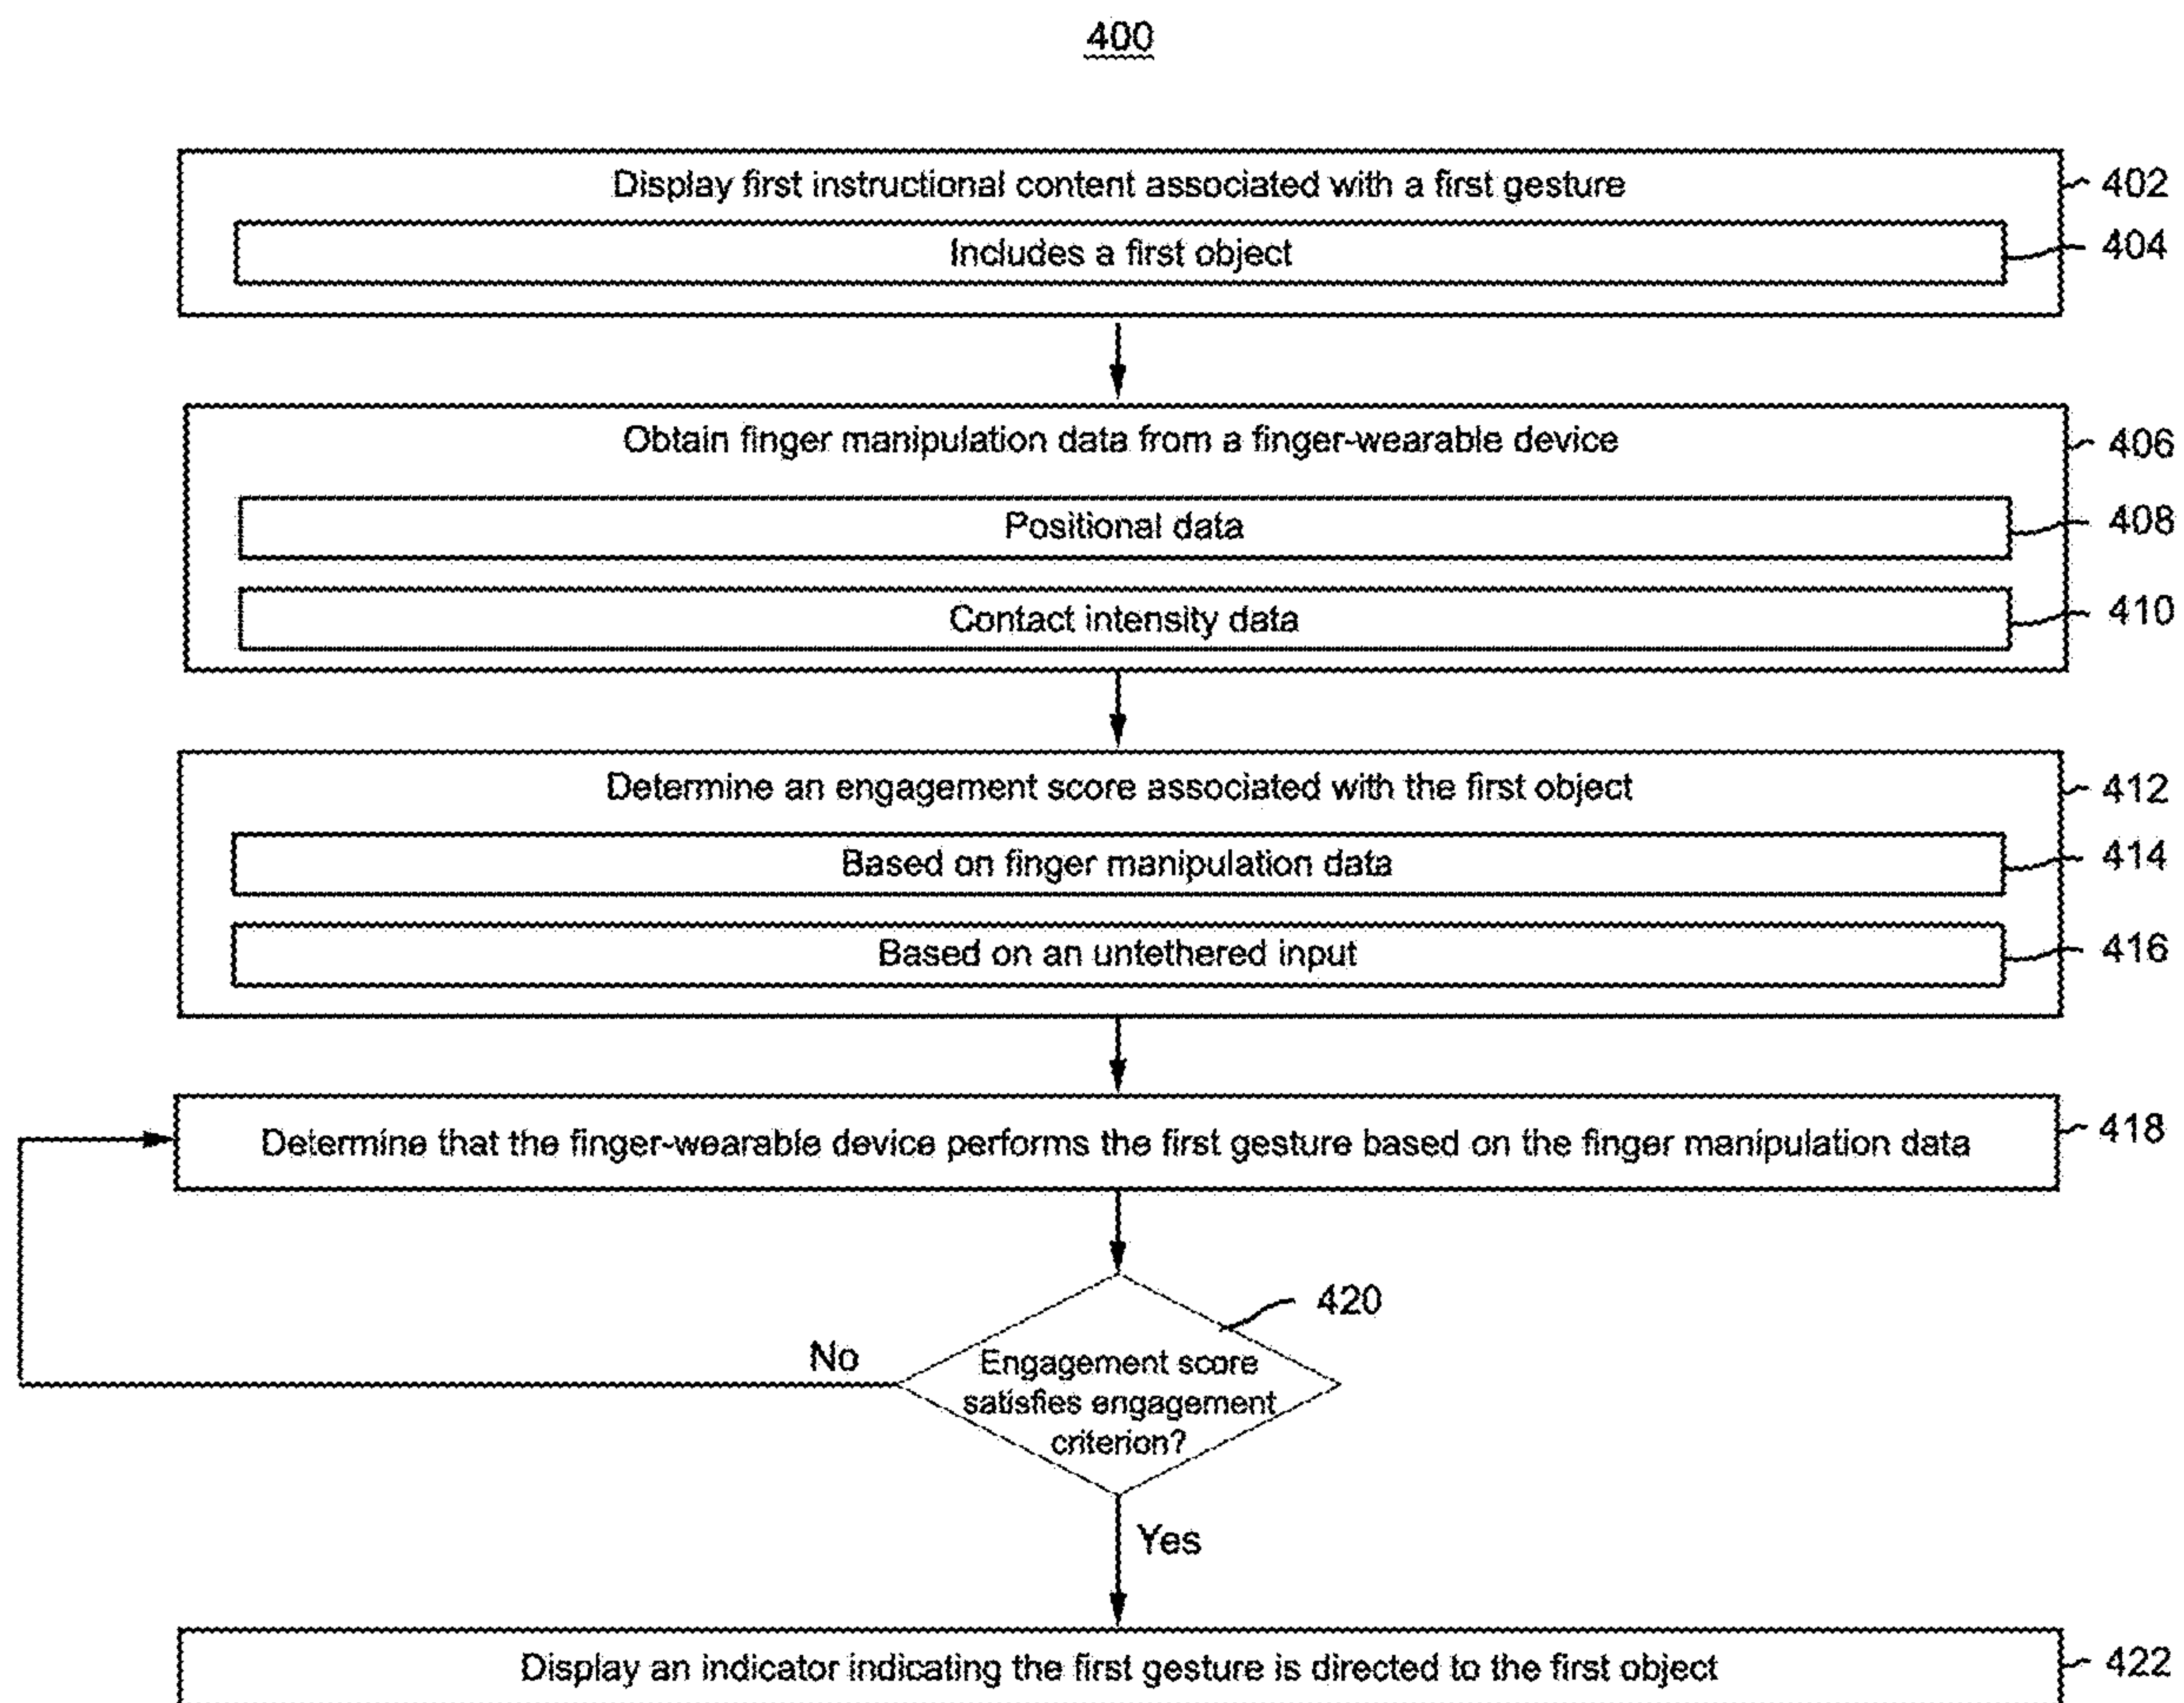 400
Display first instructional content associated with a first gesture
402
Includes a first object
404
Obtain finger manipulation data from a finger-wearable device
406
Positional data
408
Contact intensity data
410
Determine an engagement score associated with the first object
412
Based on finger manipulation data
414
Based on an untethered input
416
Determine that the finger-wearable device performs the first gesture based on the finger manipulation data
418
420
No
Engagement score
satisfies engagement
criterion?
Yes
Display an indicator indicating the first gesture is directed to the first object
422